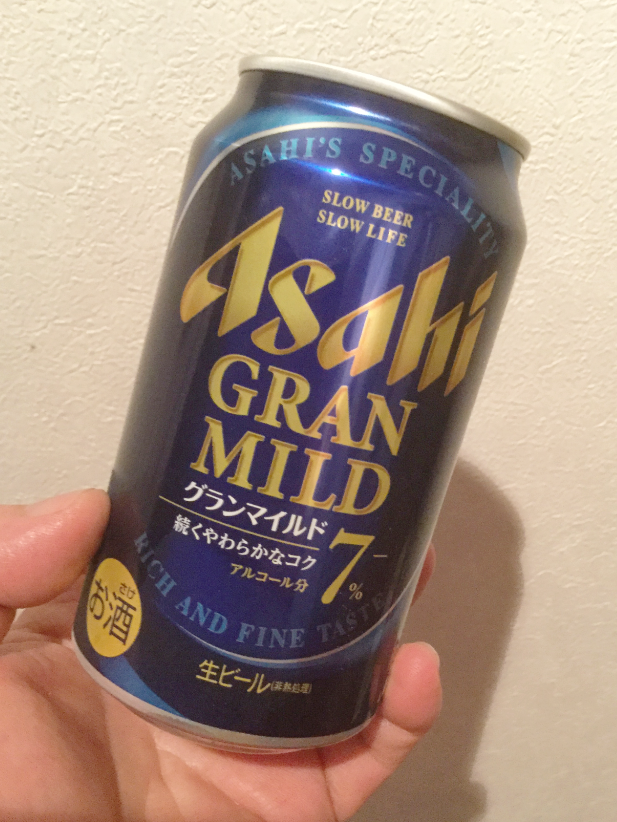 ASAHI'S SPECIALITY
SLOW BEER
SLOW LIFE
Asahi
GRAN
MILD
グランマイルド
続くやわらかなコク
アルコール分
7%
RICH AND FINE TASTE
さけ
お酒
生ビール(非熱処理)